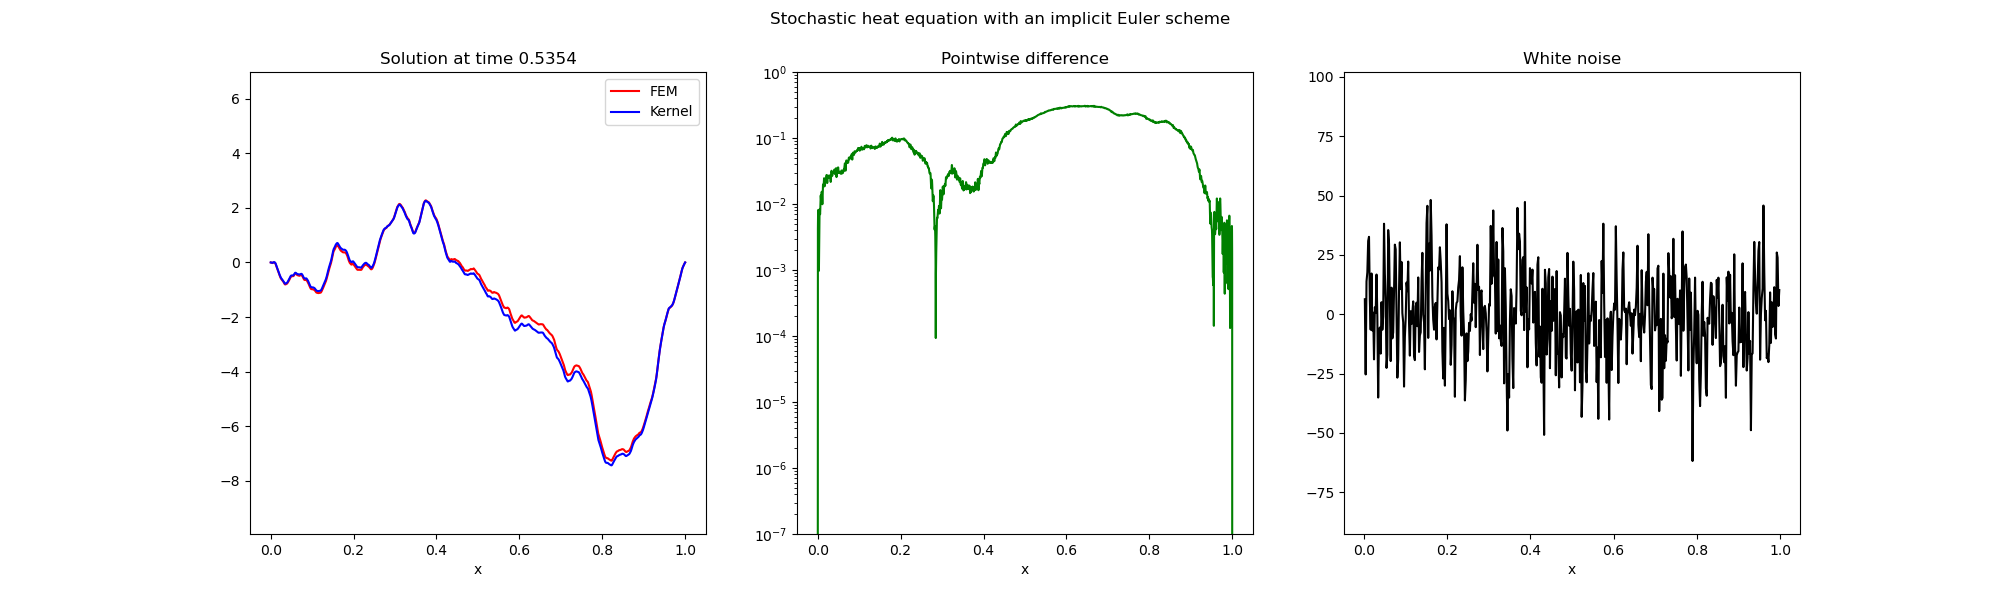 Stochastic heat equation with an implicit Euler scheme
Solution at time 0.5354
FEM
Kernel
6
4
2
0
−2
−4
−6
−8
0.0 0.2 0.4 0.6 0.8 1.0
x
Pointwise difference
10⁰
10⁻¹
10⁻²
10⁻³
10⁻⁴
10⁻⁵
10⁻⁶
10⁻⁷
0.0 0.2 0.4 0.6 0.8 1.0
x
White noise
100
75
50
25
0
−25
−50
−75
0.0 0.2 0.4 0.6 0.8 1.0
x